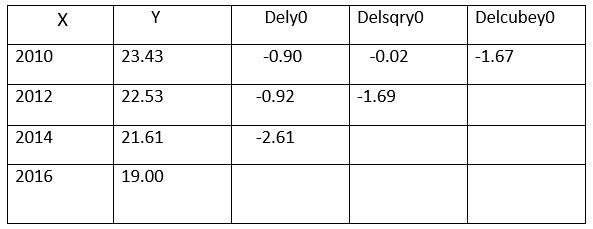 X Y Dely0 Delsqry0 Delcubey0
2010 23.43 -0.90 -0.02 -1.67
2012 22.53 -0.92 -1.69
2014 21.61 -2.61
2016 19.00